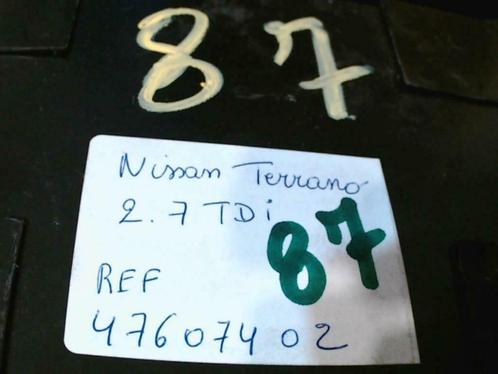 87
Nissan Terrano
2.7 TDi
87
REF
47607402